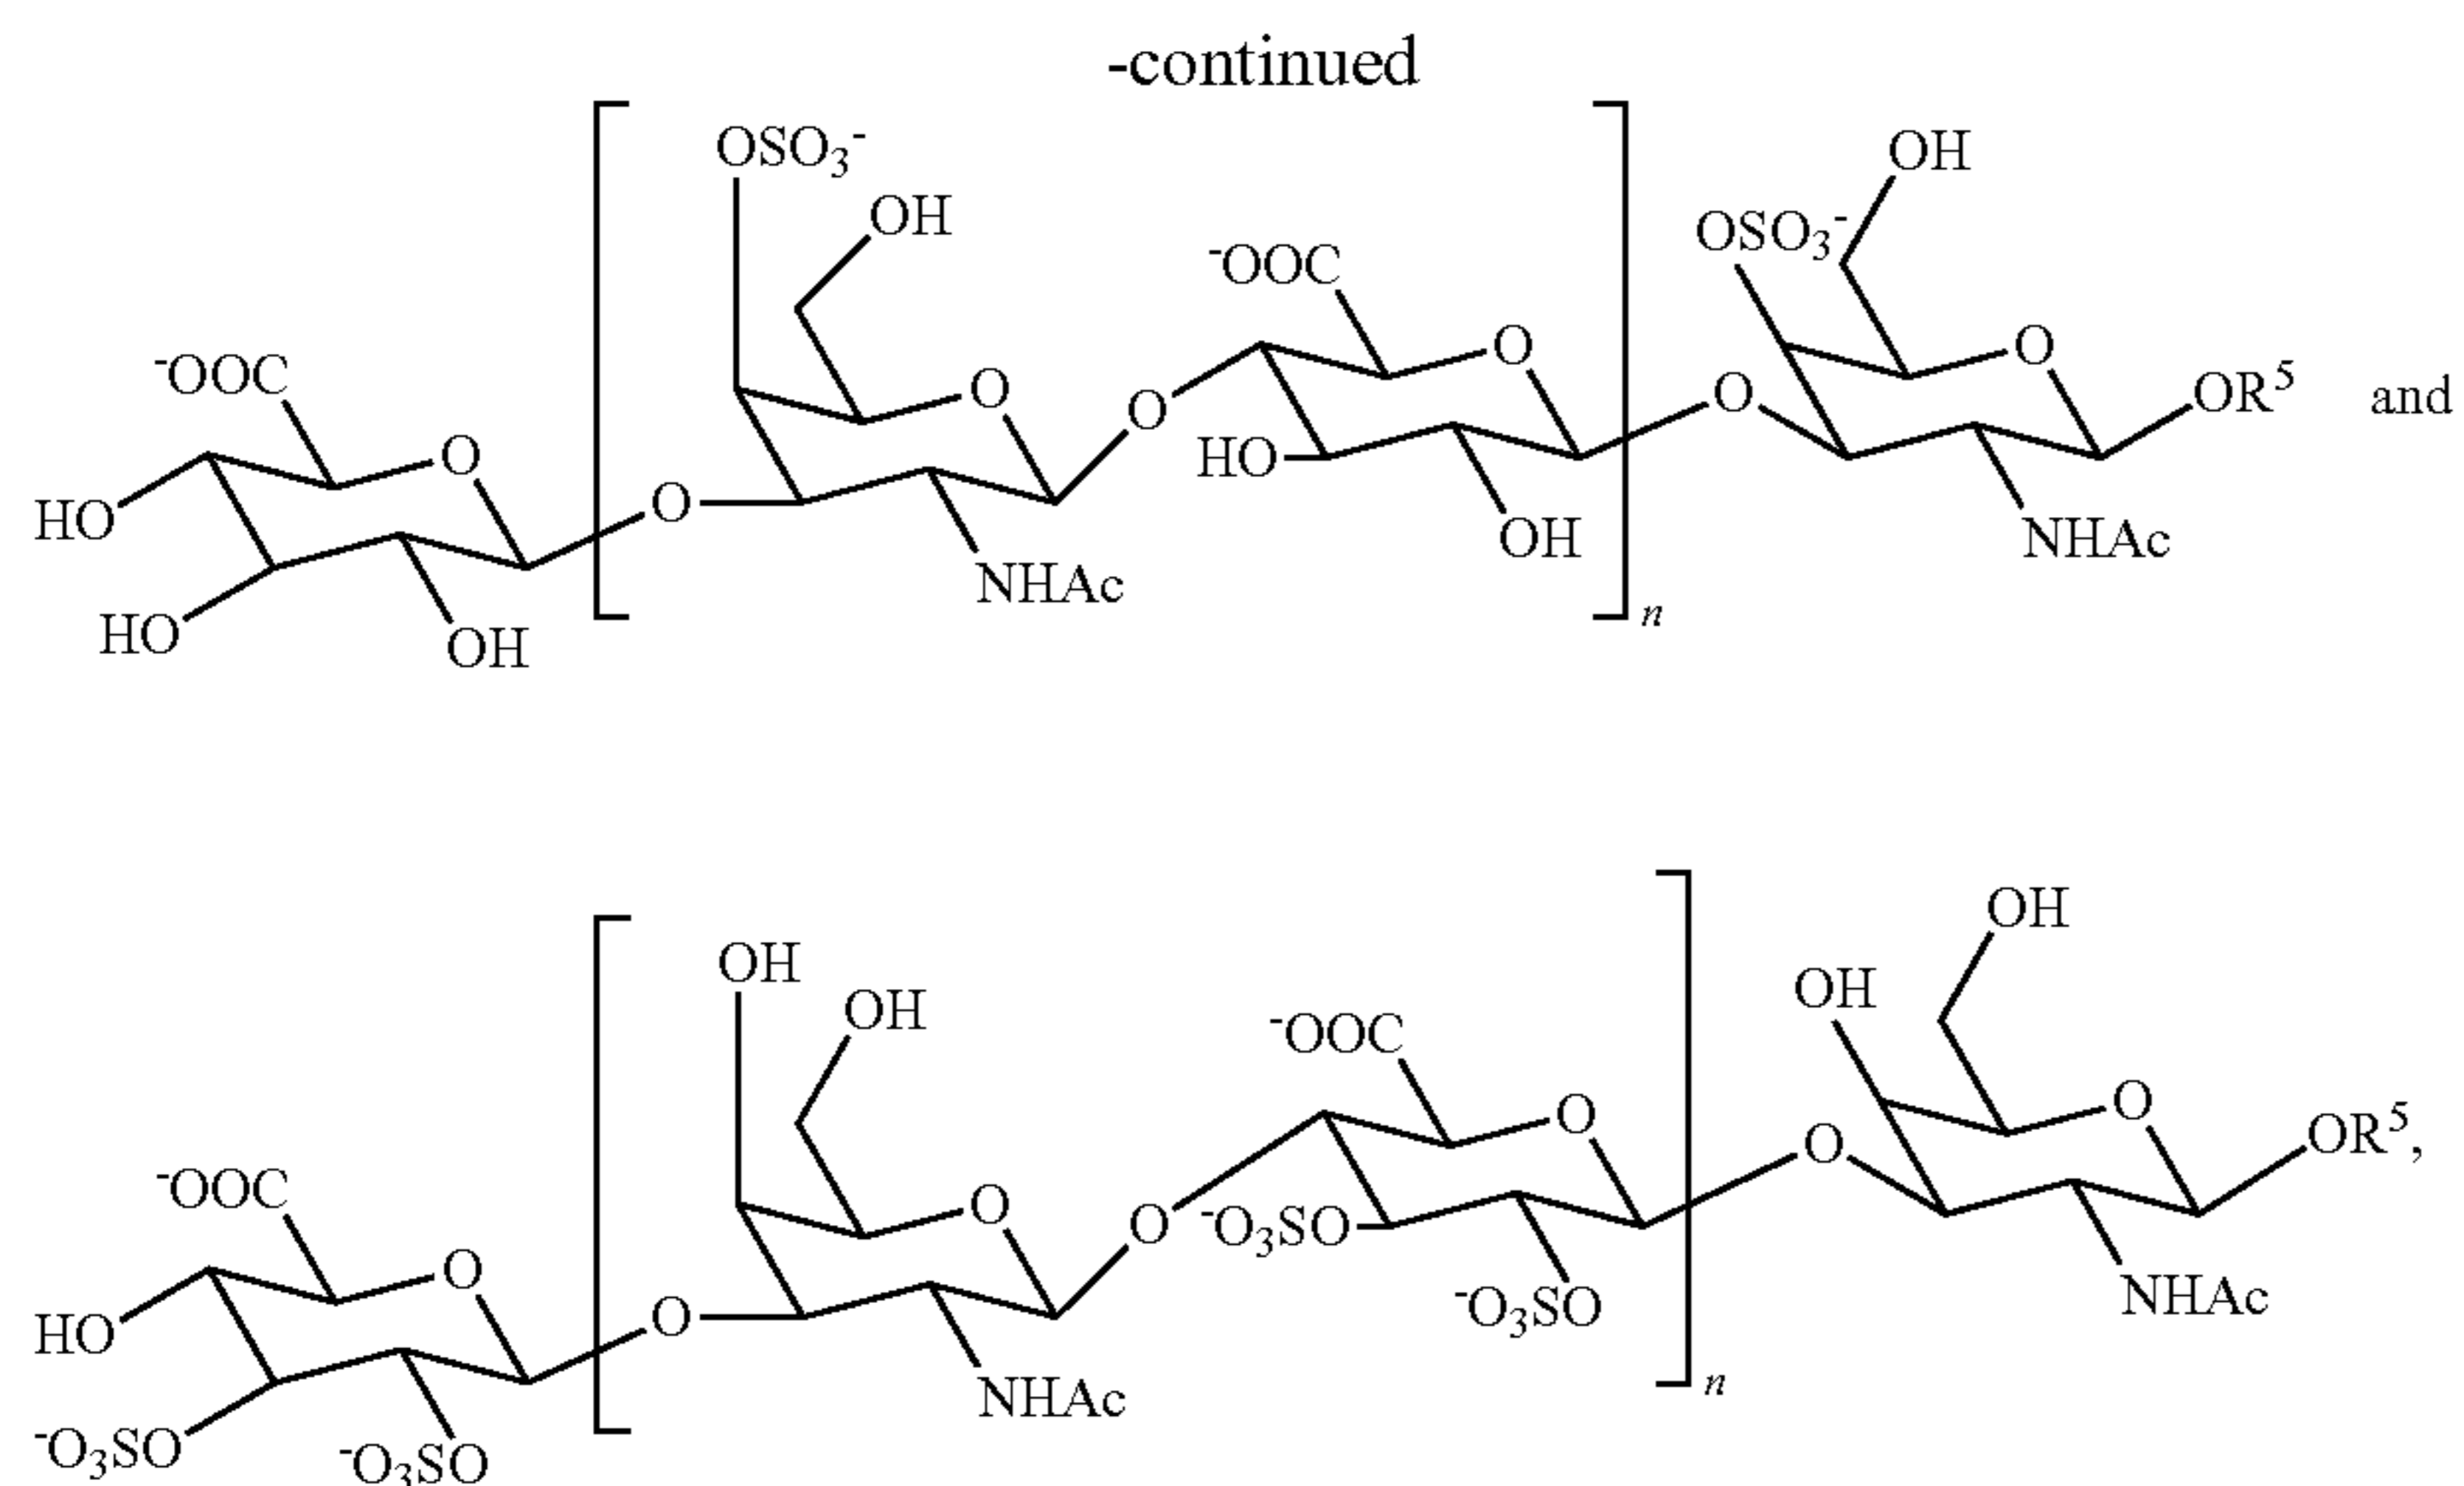 -continued
OSO₃⁻
OH
OH
OSO₃⁻
⁻OOC
O
O
⁻OOC
O
O
OR⁵ and
O
O
HO
HO
O
OH
NHAc
NHAc
HO
OH
n
OH
OH
OH
OH
⁻OOC
O
O
OR⁵,
⁻OOC
O
O
O
⁻O₃SO
O
HO
O
⁻O₃SO
NHAc
NHAc
n
⁻O₃SO
⁻O₃SO